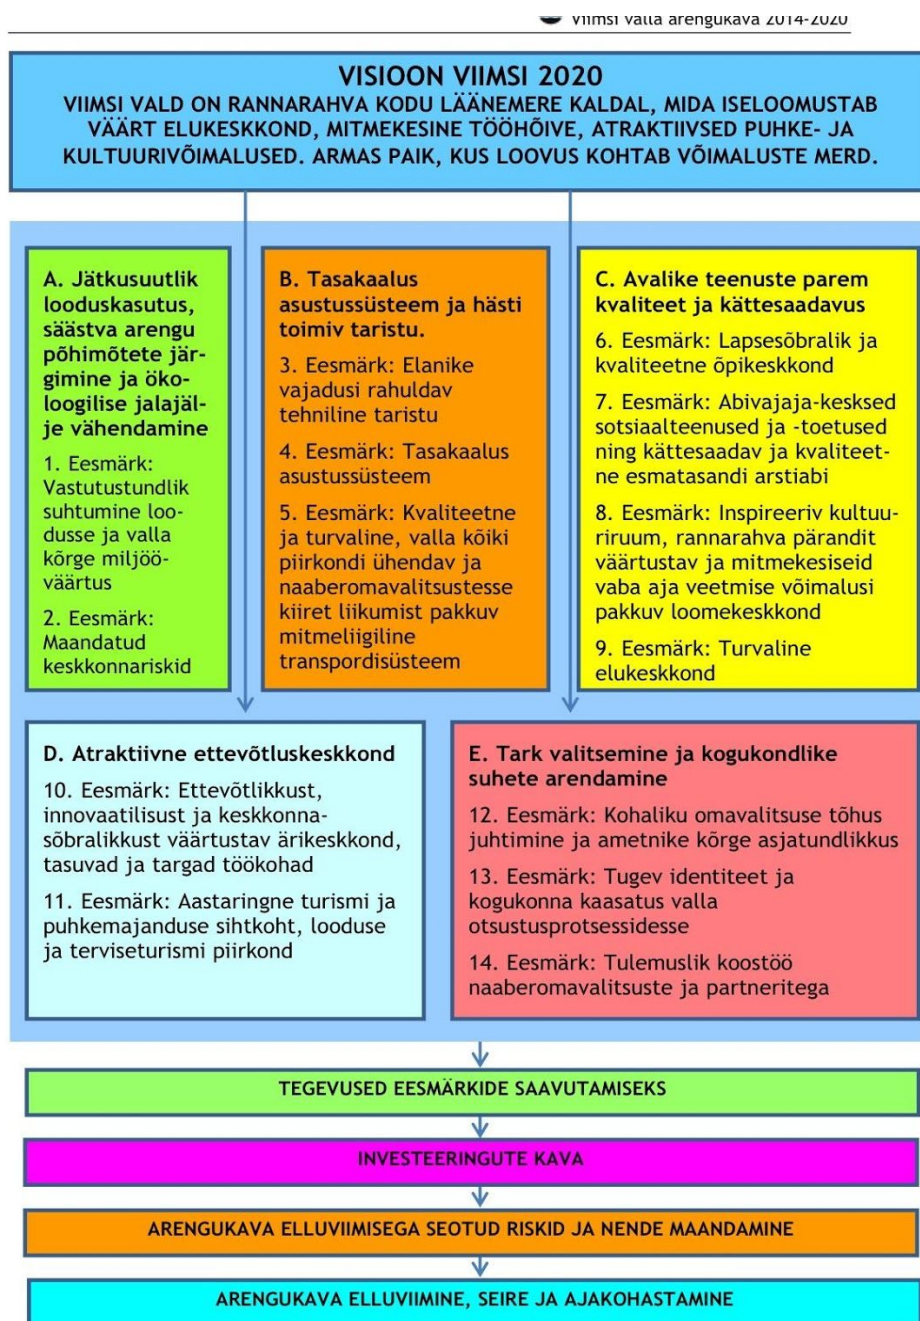 Viimsi valla arengukava 2014-2020
VISIOON VIIMSI 2020
VIIMSI VALD ON RANNARAHVA KODU LÄÄNEMERE KALDAL, MIDA ISELOOMUSTAB
VÄÄRT ELUKESKKOND, MITMEKESINE TÖÖHÕIVE, ATRAKTIIVSED PUHKE- JA
KULTUURIVÕIMALUSED. ARMAS PAIK, KUS LOOVUS KOHTAB VÕIMALUSTE MERD.
A. Jätkusuutlik
looduskasutus,
säästva arengu
põhimõtete jär-
gimine ja öko-
loogilise jalajäl-
je vähendamine
1. Eesmärk:
Vastutustundlik
suhtumine loo-
dusse ja valla
kõrge miljöö-
väärtus
2. Eesmärk:
Maandatud
keskkonnariskid
B. Tasakaalus
asustussüsteem ja hästi
toimiv taristu.
3. Eesmärk: Elanike
vajadusi rahuldav
tehniline taristu
4. Eesmärk: Tasakaalus
asustussüsteem
5. Eesmärk: Kvaliteetne
ja turvaline, valla kõiki
piirkondi ühendav ja
naaberomavalitsustesse
kiiret liikumist pakkuv
mitmeliigiline
transpordisüsteem
C. Avalike teenuste parem
kvaliteet ja kättesaadavus
6. Eesmärk: Lapsesõbralik ja
kvaliteetne õpikeskkond
7. Eesmärk: Abivajaja-kesksed
sotsiaalteenused ja -toetused
ning kättesaadav ja kvaliteet-
ne esmatasandi arstiabi
8. Eesmärk: Inspireeriv kultuu-
riruum, rannarahva pärandit
väärtustav ja mitmekesiseid
vaba aja veetmise võimalusi
pakkuv loomekeskkond
9. Eesmärk: Turvaline
elukeskkond
D. Atraktiivne ettevõtluskeskkond
10. Eesmärk: Ettevõtlikkust,
innovaatilisust ja keskkonna-
sõbralikkust väärtustav ärikeskkond,
tasuvad ja targad töökohad
11. Eesmärk: Aastaringne turismi ja
puhkemajanduse sihtkoht, looduse
ja terviseturismi piirkond
E. Tark valitsemine ja kogukondlike
suhete arendamine
12. Eesmärk: Kohaliku omavalitsuse tõhus
juhtimine ja ametnike kõrge asjatundlikkus
13. Eesmärk: Tugev identiteet ja
kogukonna kaasatus valla
otsustusprotsessidesse
14. Eesmärk: Tulemuslik koostöö
naaberomavalitsuste ja partneritega
TEGEVUSED EESMÄRKIDE SAAVUTAMISEKS
INVESTEERINGUTE KAVA
ARENGUKAVA ELLUVIIMISEGA SEOTUD RISKID JA NENDE MAANDAMINE
ARENGUKAVA ELLUVIIMINE, SEIRE JA AJAKOHASTAMINE